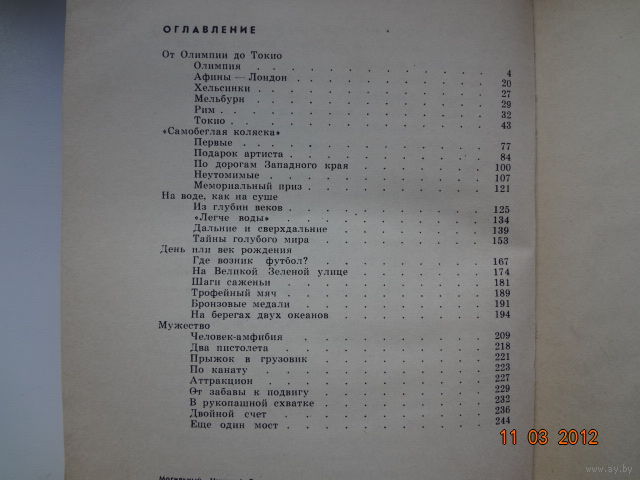 ОГЛАВЛЕНИЕ
От Олимпии до Токио
Олимпия . . . . . . . . . . 4
Афины — Лондон . . . . . . . . 20
Хельсинки . . . . . . . . . . 27
Мельбурн . . . . . . . . . . 29
Рим . . . . . . . . . . . 32
Токио . . . . . . . . . . . 43
«Самобеглая коляска»
Первые . . . . . . . . . . 77
Подарок артиста . . . . . . . . 84
По дорогам Западного края . . . . . . 100
Неутомимые . . . . . . . . . 107
Мемориальный приз . . . . . . . . 121
На воде, как на суше
Из глубин веков . . . . . . . . 125
«Легче воды» . . . . . . . . . 134
Дальние и сверхдальние . . . . . . 139
Тайны голубого мира . . . . . . . 153
День или век рождения
Где возник футбол? . . . . . . . 167
На Великой Зеленой улице . . . . . . 174
Шаги саженьи . . . . . . . . . 181
Трофейный мяч . . . . . . . . 189
Бронзовые медали . . . . . . . . 191
На берегах двух океанов . . . . . . 194
Мужество
Человек-амфибия . . . . . . . . 209
Два пистолета . . . . . . . . . 218
Прыжок в грузовик . . . . . . . . 221
По канату . . . . . . . . . . 223
Аттракцион . . . . . . . . . 227
От забавы к подвигу . . . . . . . 229
В рукопашной схватке . . . . . . . 232
Двойной счет . . . . . . . . . 236
Еще один мост . . . . . . . . . 244
11 03 2012
www.ay.by